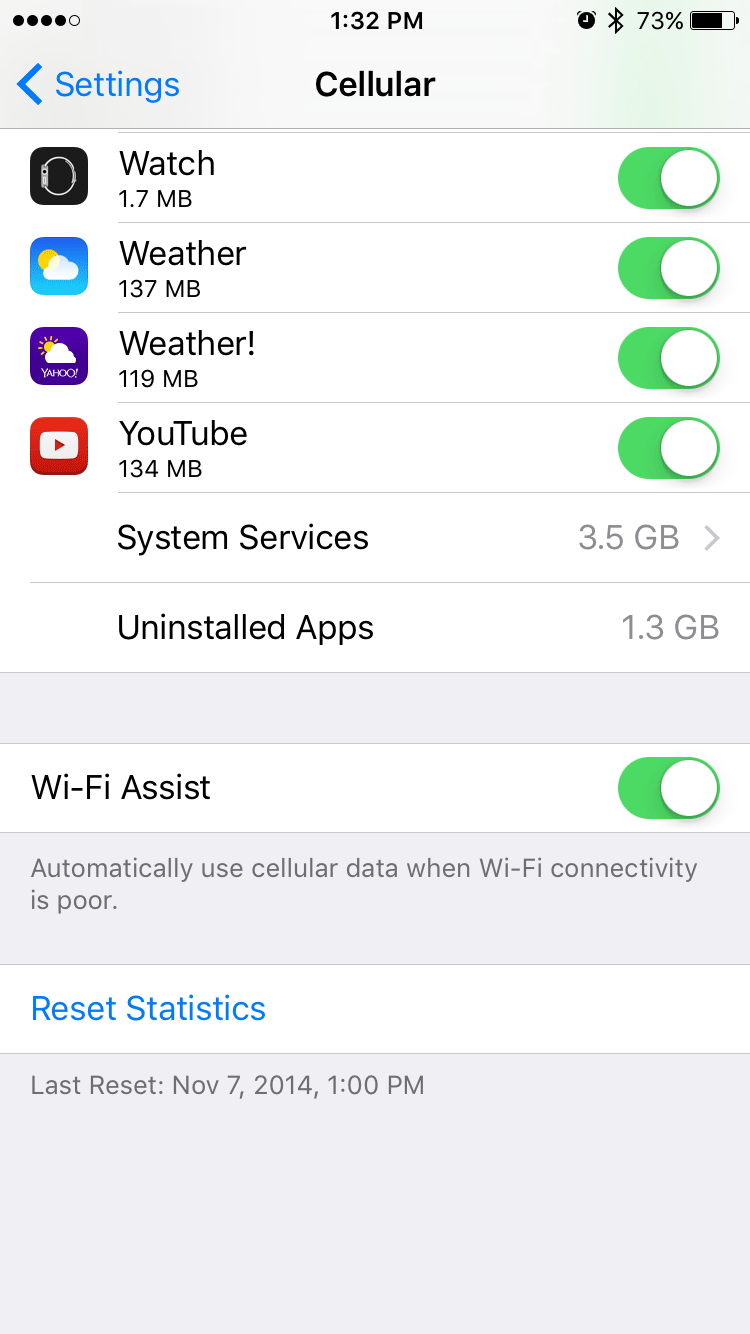 1:32 PM 73%
Settings Cellular
Watch
1.7 MB
Weather
137 MB
YAHOO!
Weather!
119 MB
YouTube
134 MB
System Services 3.5 GB
Uninstalled Apps 1.3 GB
Wi-Fi Assist
Automatically use cellular data when Wi-Fi connectivity
is poor.
Reset Statistics
Last Reset: Nov 7, 2014, 1:00 PM